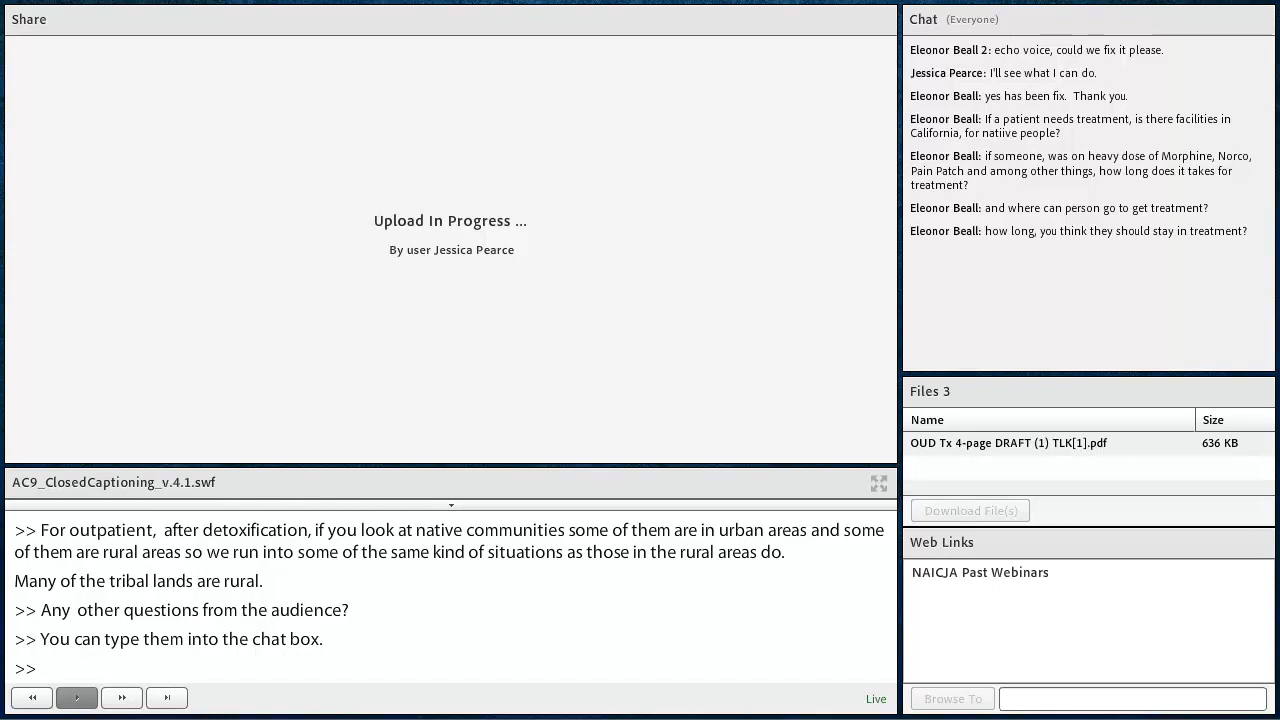 Share
Upload In Progress ...
By user Jessica Pearce
AC9_ClosedCaptioning_v.4.1.swf
>> For outpatient,  after detoxification, if you look at native communities some of them are in urban areas and some
of them are rural areas so we run into some of the same kind of situations as those in the rural areas do.
Many of the tribal lands are rural.
>> Any  other questions from the audience?
>> You can type them into the chat box.
>>
Live
Chat (Everyone)
Eleonor Beall 2: echo voice, could we fix it please.
Jessica Pearce: I'll see what I can do.
Eleonor Beall: yes has been fix.  Thank you.
Eleonor Beall: If a patient needs treatment, is there facilities in
California, for natiive people?
Eleonor Beall: if someone, was on heavy dose of Morphine, Norco,
Pain Patch and among other things, how long does it takes for
treatment?
Eleonor Beall: and where can person go to get treatment?
Eleonor Beall: how long, you think they should stay in treatment?
Files 3
Name Size
OUD Tx 4-page DRAFT (1) TLK[1].pdf 636 KB
Download File(s)
Web Links
NAICJA Past Webinars
Browse To